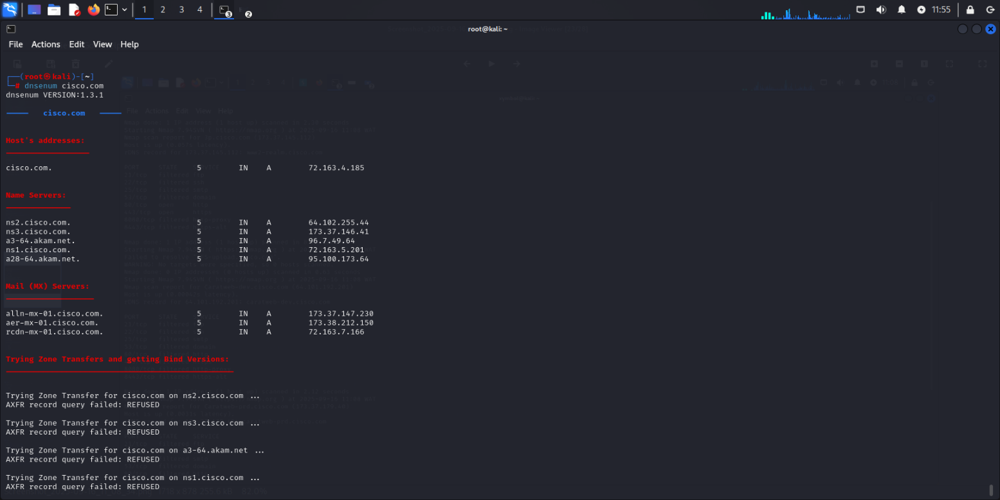 1 2 3 4 3 2 11:55
root@kali: ~
File Actions Edit View Help
┌──(root㉿kali)-[~]
└─# dnsenum cisco.com
dnsenum VERSION:1.3.1
----- cisco.com -----
Host's addresses:
cisco.com. 5 IN A 72.163.4.185
Name Servers:
ns2.cisco.com. 5 IN A 64.102.255.44
ns3.cisco.com. 5 IN A 173.37.146.41
a3-64.akam.net. 5 IN A 96.7.49.64
ns1.cisco.com. 5 IN A 72.163.5.201
a28-64.akam.net. 5 IN A 95.100.173.64
Mail (MX) Servers:
alln-mx-01.cisco.com. 5 IN A 173.37.147.230
aer-mx-01.cisco.com. 5 IN A 173.38.212.150
rcdn-mx-01.cisco.com. 5 IN A 72.163.7.166
Trying Zone Transfers and getting Bind Versions:
Trying Zone Transfer for cisco.com on ns2.cisco.com ...
AXFR record query failed: REFUSED
Trying Zone Transfer for cisco.com on ns3.cisco.com ...
AXFR record query failed: REFUSED
Trying Zone Transfer for cisco.com on a3-64.akam.net ...
AXFR record query failed: REFUSED
Trying Zone Transfer for cisco.com on ns1.cisco.com ...
AXFR record query failed: REFUSED